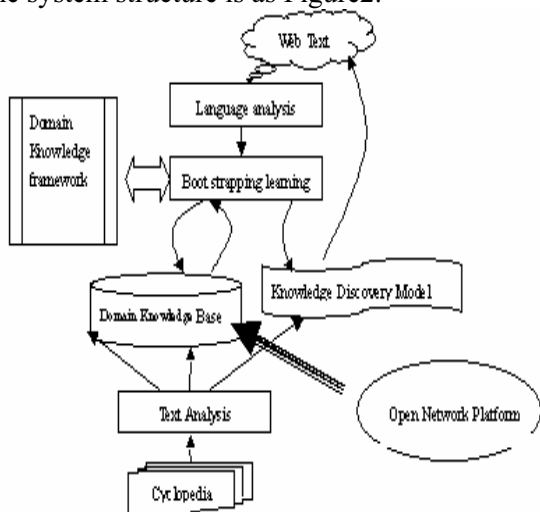 e system structure is as Figure2.
Web Text
Language analysis
Domain
Knowledge
framework
Boot strapping learning
Knowledge Discovery Model
Domain Knowledge Base
Text Analysis
Open Network Platform
Cyclopedia